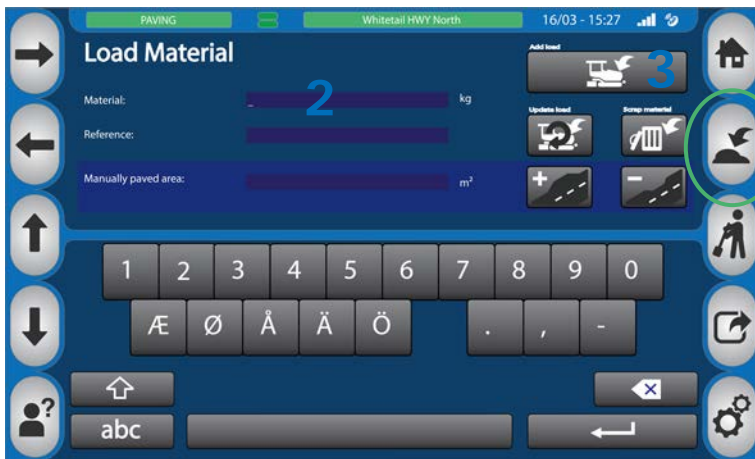 PAVING
Whitetail HWY North
16/03 - 15:27
Load Material
Add load
3
Material:
_
2
kg
Update load
Scrap meterial
Reference:
Manually paved area:
m²
+
-
1 2 3 4 5 6 7 8 9 0
Æ Ø Å Ä Ö . , -
?
abc